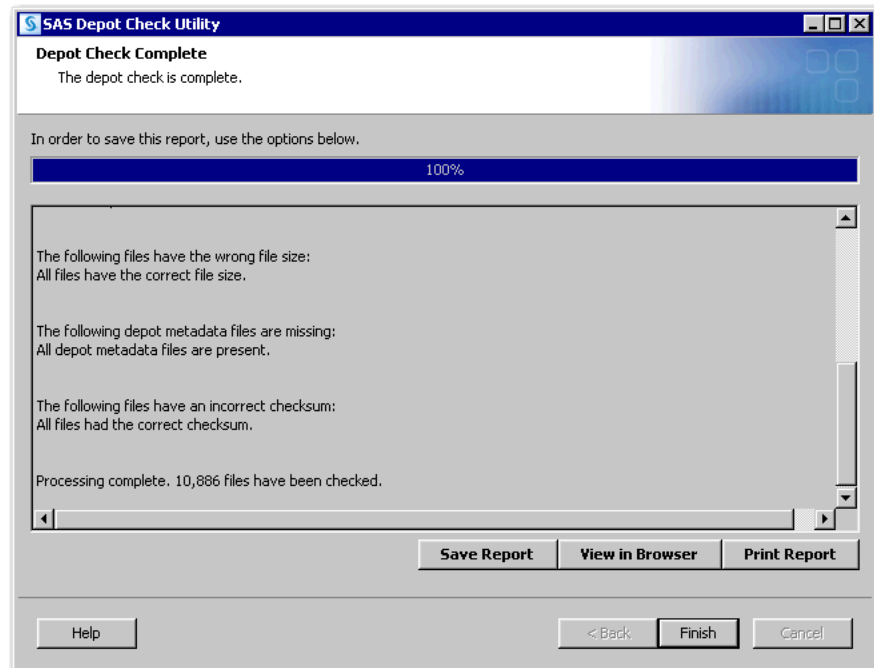 SAS Depot Check Utility
Depot Check Complete
The depot check is complete.
In order to save this report, use the options below.
100%
The following files have the wrong file size:
All files have the correct file size.
The following depot metadata files are missing:
All depot metadata files are present.
The following files have an incorrect checksum:
All files had the correct checksum.
Processing complete. 10,886 files have been checked.
Save Report View in Browser Print Report
Help < Back Finish Cancel